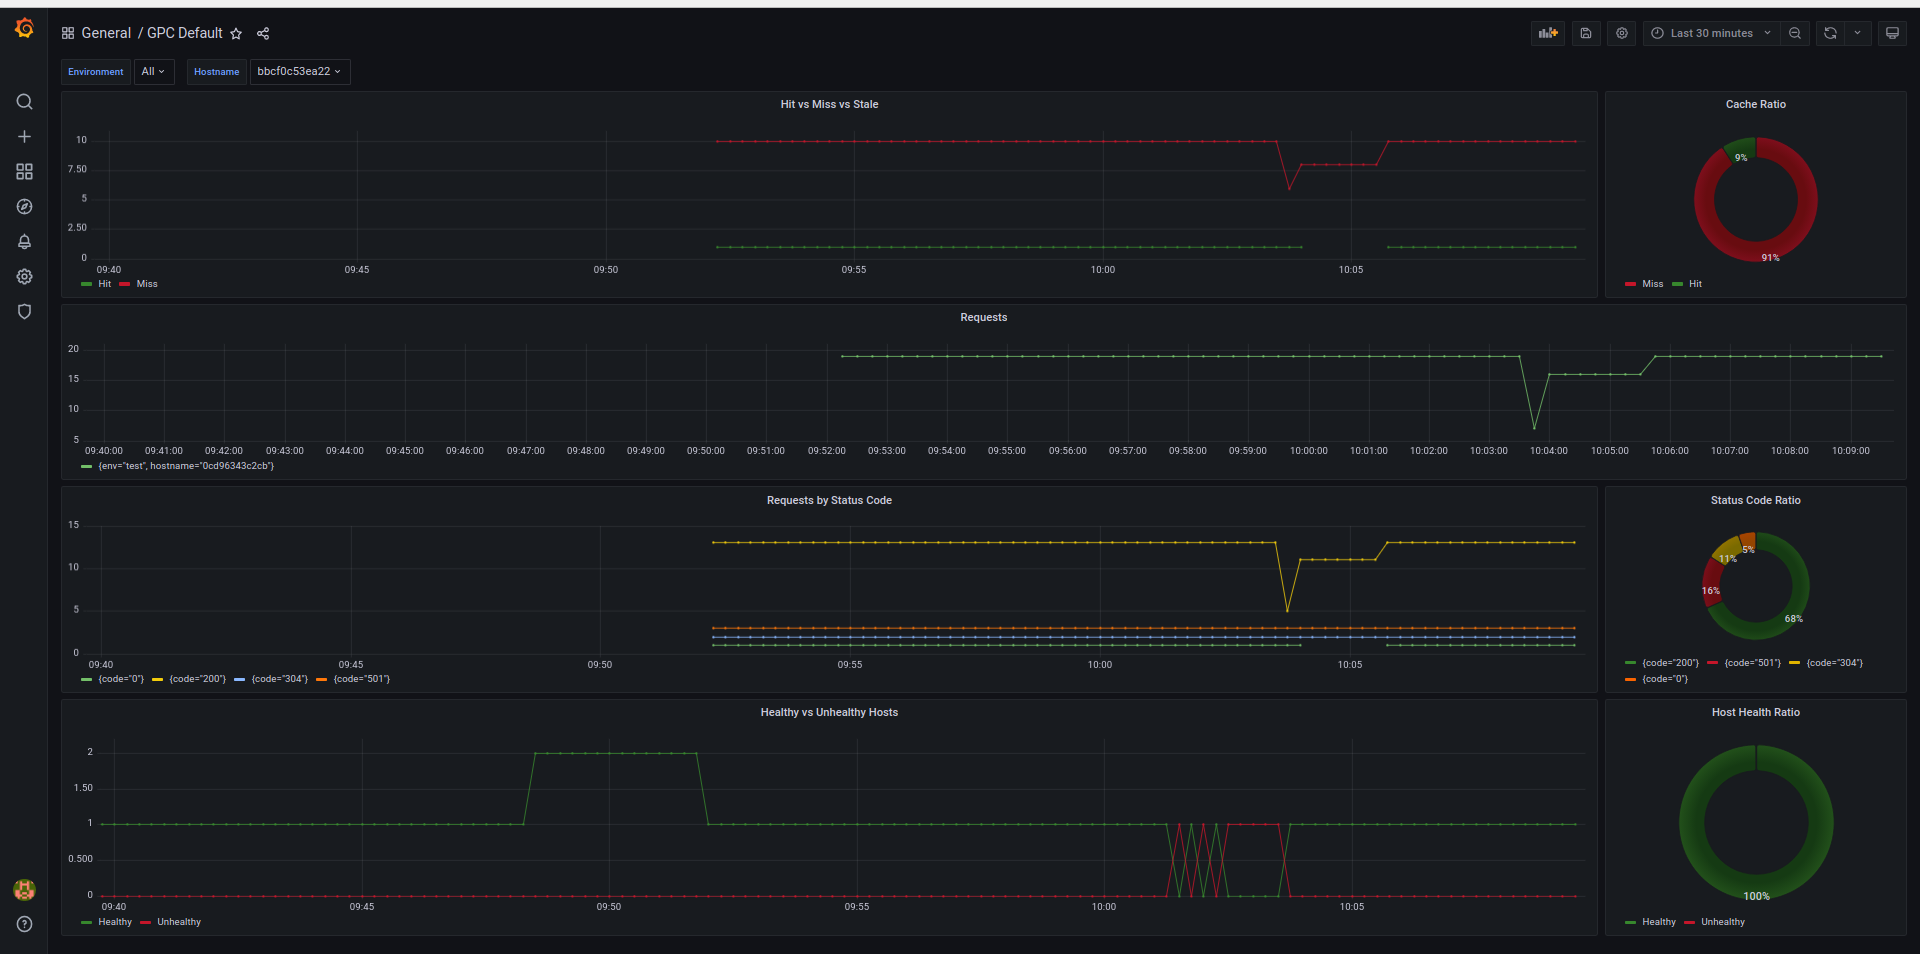 General / GPC Default
Last 30 minutes
Environment All Hostname bbcf0c53ea22
Hit vs Miss vs Stale
10
7.50
5
2.50
0
09:40 09:45 09:50 09:55 10:00 10:05
Hit Miss
Cache Ratio
9%
91%
Miss Hit
Requests
20
15
10
5
09:40:00 09:41:00 09:42:00 09:43:00 09:44:00 09:45:00 09:46:00 09:47:00 09:48:00 09:49:00 09:50:00 09:51:00 09:52:00 09:53:00 09:54:00 09:55:00 09:56:00 09:57:00 09:58:00 09:59:00 10:00:00 10:01:00 10:02:00 10:03:00 10:04:00 10:05:00 10:06:00 10:07:00 10:08:00 10:09:00
{env="test", hostname="0cd96343c2cb"}
Requests by Status Code
15
10
5
0
09:40 09:45 09:50 09:55 10:00 10:05
{code="0"} {code="200"} {code="304"} {code="501"}
Status Code Ratio
5%
11%
16%
68%
{code="200"} {code="501"} {code="304"}
{code="0"}
Healthy vs Unhealthy Hosts
2
1.50
1
0.500
0
09:40 09:45 09:50 09:55 10:00 10:05
Healthy Unhealthy
Host Health Ratio
100%
Healthy Unhealthy